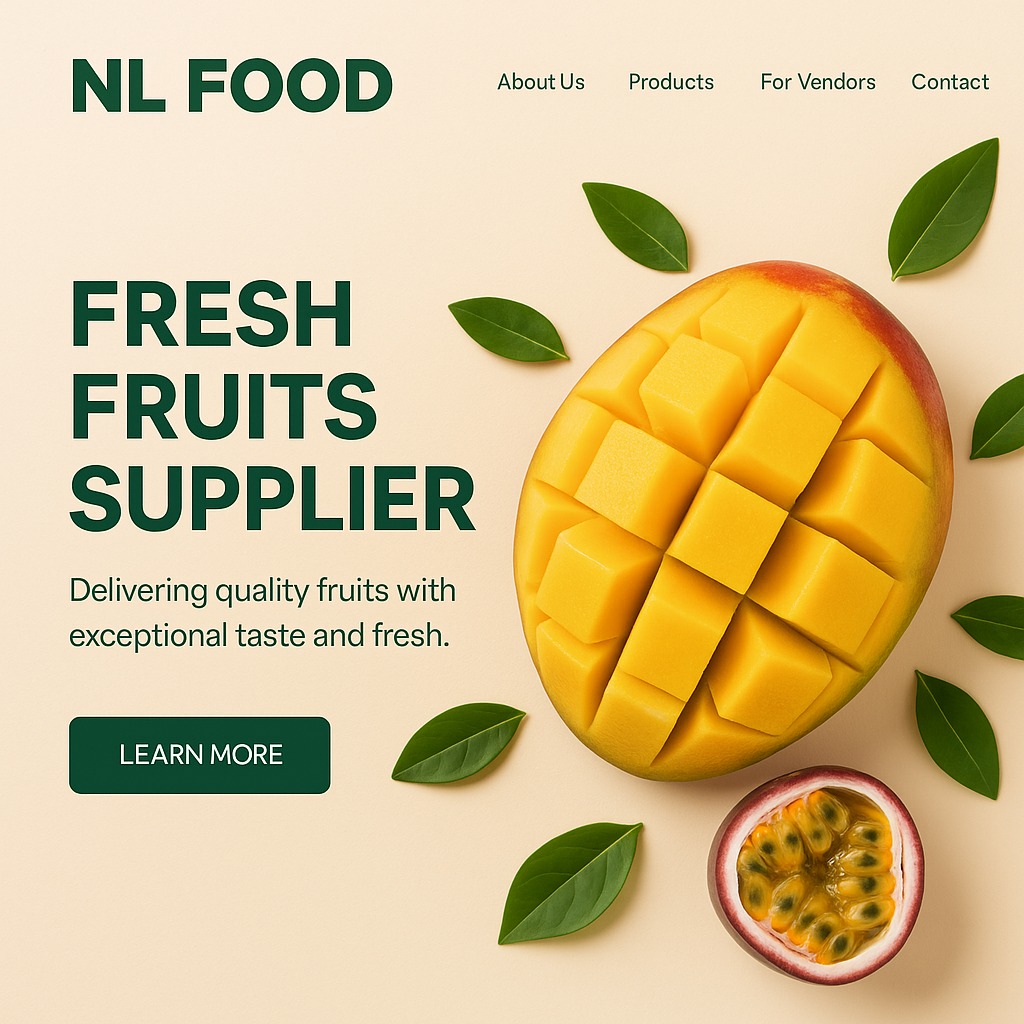 NL FOOD
About Us Products For Vendors Contact
FRESH
FRUITS
SUPPLIER
Delivering quality fruits with
exceptional taste and fresh.
LEARN MORE